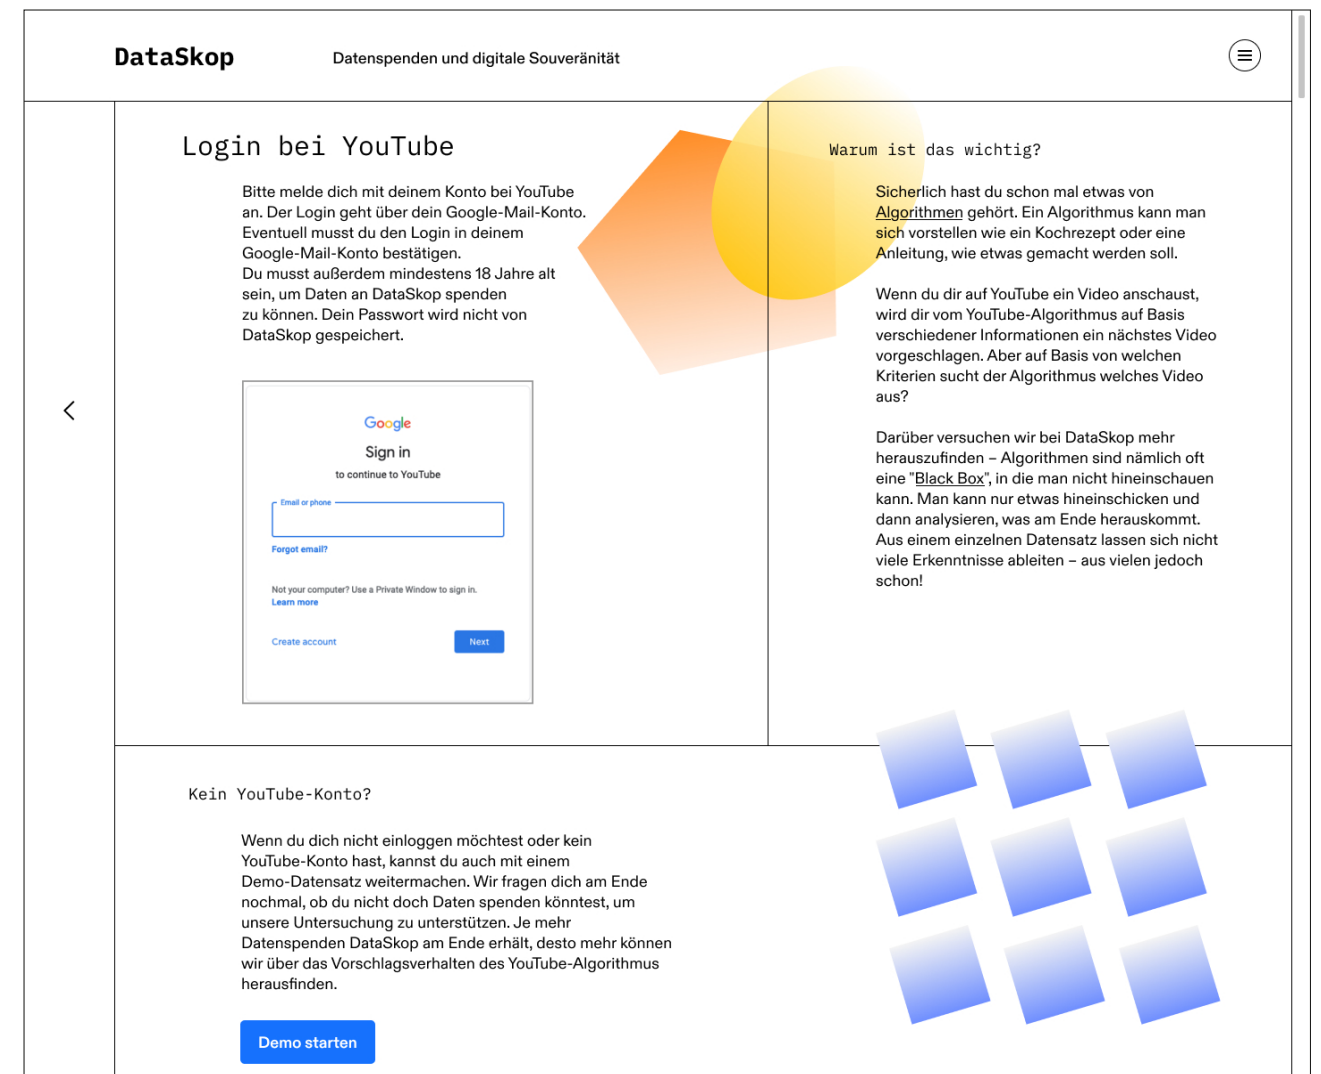 DataSkop
Datenspenden und digitale Souveränität
Login bei YouTube
Bitte melde dich mit deinem Konto bei YouTube
an. Der Login geht über dein Google-Mail-Konto.
Eventuell musst du den Login in deinem
Google-Mail-Konto bestätigen.
Du musst außerdem mindestens 18 Jahre alt
sein, um Daten an DataSkop spenden
zu können. Dein Passwort wird nicht von
DataSkop gespeichert.
Google
Sign in
to continue to YouTube
Email or phone
Forgot email?
Not your computer? Use a Private Window to sign in.
Learn more
Create account
Next
Warum ist das wichtig?
Sicherlich hast du schon mal etwas von
Algorithmen gehört. Ein Algorithmus kann man
sich vorstellen wie ein Kochrezept oder eine
Anleitung, wie etwas gemacht werden soll.
Wenn du dir auf YouTube ein Video anschaust,
wird dir vom YouTube-Algorithmus auf Basis
verschiedener Informationen ein nächstes Video
vorgeschlagen. Aber auf Basis von welchen
Kriterien sucht der Algorithmus welches Video
aus?
Darüber versuchen wir bei DataSkop mehr
herauszufinden – Algorithmen sind nämlich oft
eine "Black Box", in die man nicht hineinschauen
kann. Man kann nur etwas hineinschicken und
dann analysieren, was am Ende herauskommt.
Aus einem einzelnen Datensatz lassen sich nicht
viele Erkenntnisse ableiten – aus vielen jedoch
schon!
Kein YouTube-Konto?
Wenn du dich nicht einloggen möchtest oder kein
YouTube-Konto hast, kannst du auch mit einem
Demo-Datensatz weitermachen. Wir fragen dich am Ende
nochmal, ob du nicht doch Daten spenden könntest, um
unsere Untersuchung zu unterstützen. Je mehr
Datenspenden DataSkop am Ende erhält, desto mehr können
wir über das Vorschlagsverhalten des YouTube-Algorithmus
herausfinden.
Demo starten